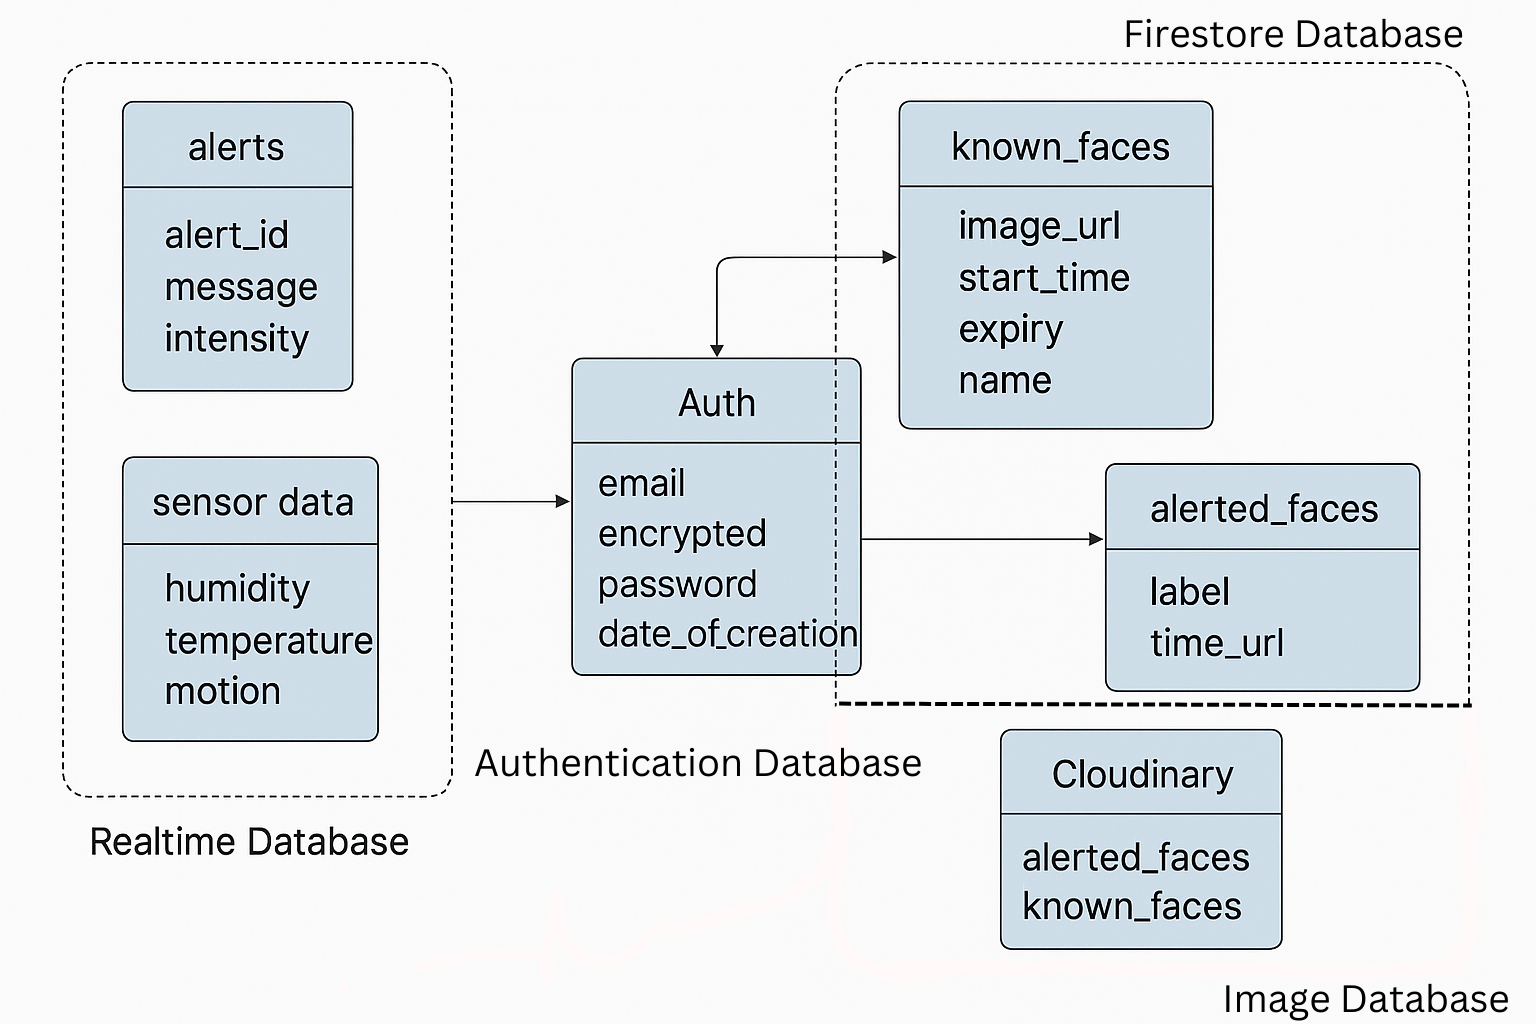 Firestore Database
alerts
alert_id
message
intensity
sensor data
humidity
temperature
motion
Realtime Database
Auth
email
encrypted
password
date_of_creation
Authentication Database
known_faces
image_url
start_time
expiry
name
alerted_faces
label
time_url
Cloudinary
alerted_faces
known_faces
Image Database